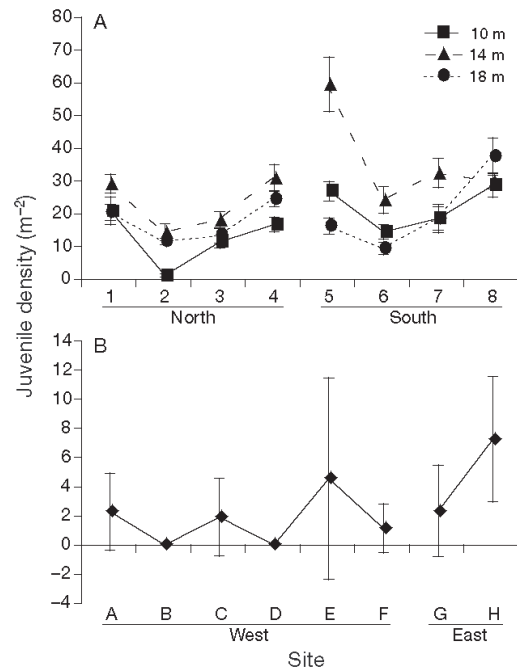 A
80
70
60
50
40
30
20
10
0
10 m
14 m
18 m
1 2 3 4 5 6 7 8
North South
Juvenile density (m⁻²)
B
14
12
10
8
6
4
2
0
−2
−4
A B C D E F G H
West East
Site